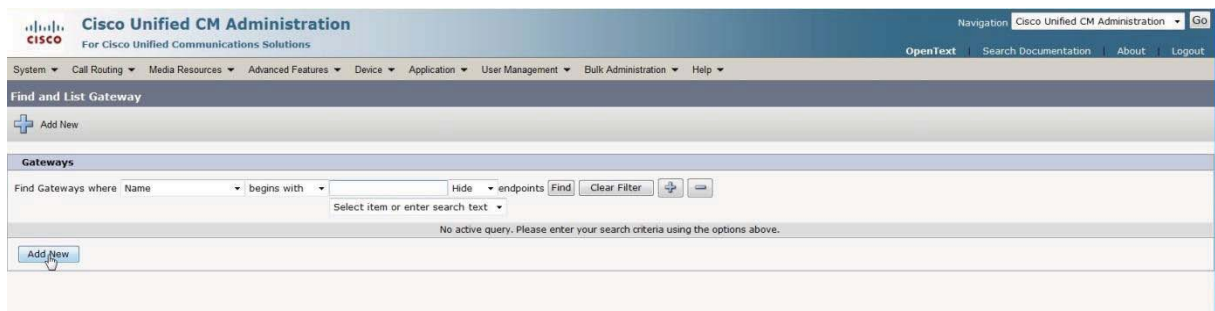 CISCO
Cisco Unified CM Administration
For Cisco Unified Communications Solutions
Navigation Cisco Unified CM Administration Go
OpenText Search Documentation About Logout
System Call Routing Media Resources Advanced Features Device Application User Management Bulk Administration Help
Find and List Gateway
Add New
Gateways
Find Gateways where Name begins with Hide endpoints Find Clear Filter
Select item or enter search text
No active query. Please enter your search criteria using the options above.
Add New